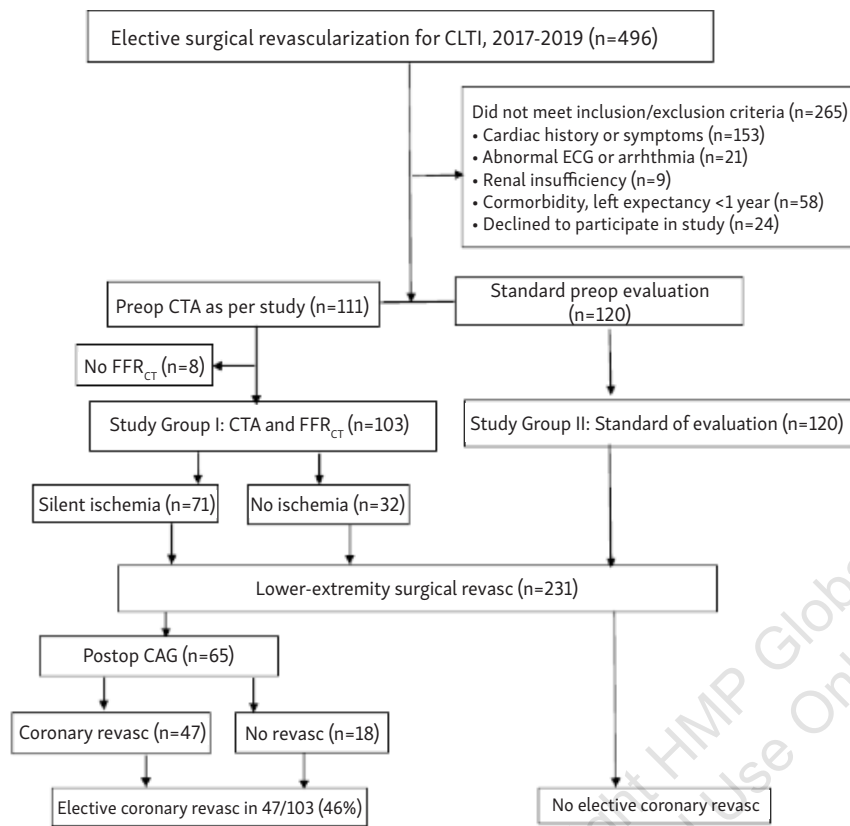 Elective surgical revascularization for CLTI, 2017-2019 (n=496)
Did not meet inclusion/exclusion criteria (n=265)
• Cardiac history or symptoms (n=153)
• Abnormal ECG or arrhthmia (n=21)
• Renal insufficiency (n=9)
• Cormorbidity, left expectancy <1 year (n=58)
• Declined to participate in study (n=24)
Preop CTA as per study (n=111)
Standard preop evaluation
(n=120)
No FFRCT (n=8)
Study Group I: CTA and FFRCT (n=103)
Study Group II: Standard of evaluation (n=120)
Silent ischemia (n=71)
No ischemia (n=32)
Lower-extremity surgical revasc (n=231)
Postop CAG (n=65)
Coronary revasc (n=47)
No revasc (n=18)
Elective coronary revasc in 47/103 (46%)
No elective coronary revasc
ght HMP Globa
Use Onl